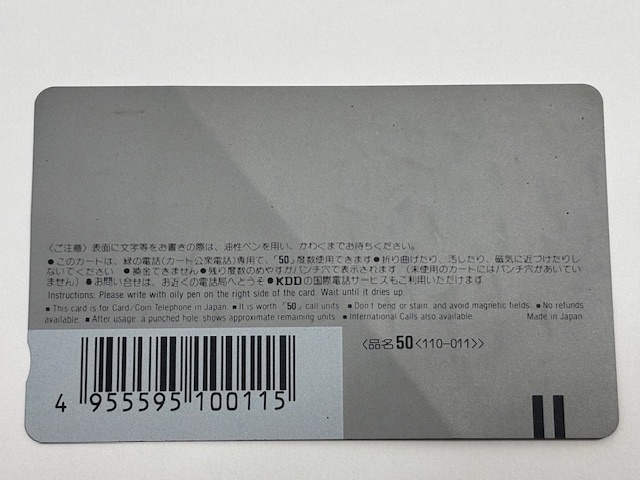 〈ご注意〉表面に文字等をお書きの際は、油性ペンを用い、かわくまでお待ちください。
●このカードは、緑の電話(カード公衆電話)専用で、「50」度数使用できます●折り曲げたり、汚したり、磁気に近づけたりし
ないでください ●換金できません●残り度数のめやすがパンチ穴で表示されます (未使用のカードにはパンチ穴があいてい
ません) ●お問い合せは、お近くの電話局へどうぞ●KDDの国際電話サービスもご利用いただけます
Instructions: Please write with oily pen on the right side of the card. Wait until it dries up.
■ This card is for Card/Coin Telephone in Japan ■ It is worth「50」call units ■ Don't bend or stain, and avoid magnetic fields. ■ No refunds
available. ■ After usage, a punched hole, shows approximate remaining units ■ International Calls also available. Made in Japan
〈品名50〈110-011〉〉
4 955595 100115